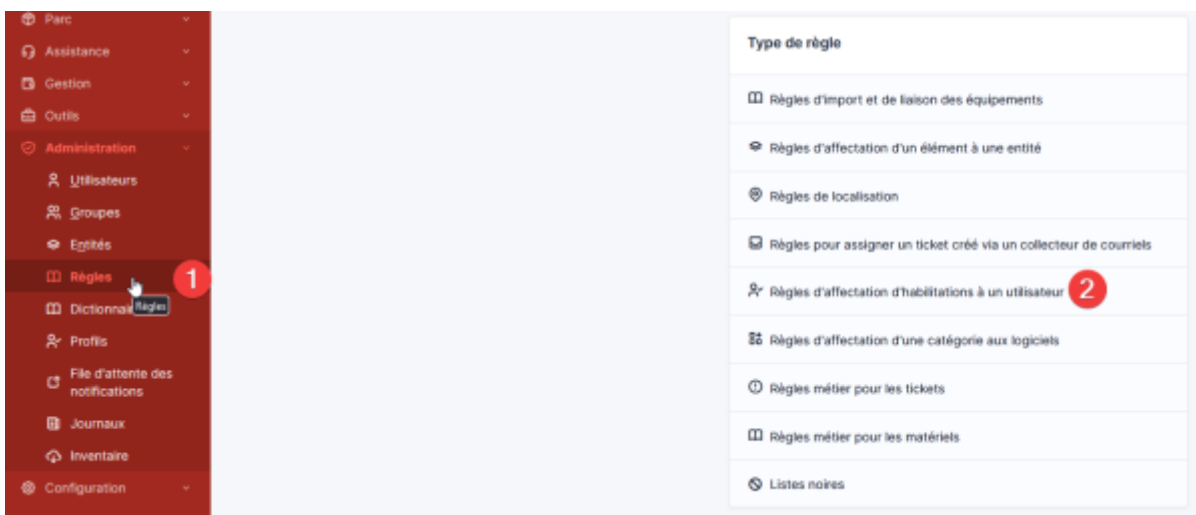 Parc
Assistance
Gestion
Outils
Administration
Utilisateurs
Groupes
Entités
Règles
1
Dictionnai
Règles
Profils
File d'attente des
notifications
Journaux
Inventaire
Configuration
Type de règle
Règles d'import et de liaison des équipements
Règles d'affectation d'un élément à une entité
Règles de localisation
Règles pour assigner un ticket créé via un collecteur de courriels
Règles d'affectation d'habilitations à un utilisateur
2
Règles d'affectation d'une catégorie aux logiciels
Règles métier pour les tickets
Règles métier pour les matériels
Listes noires